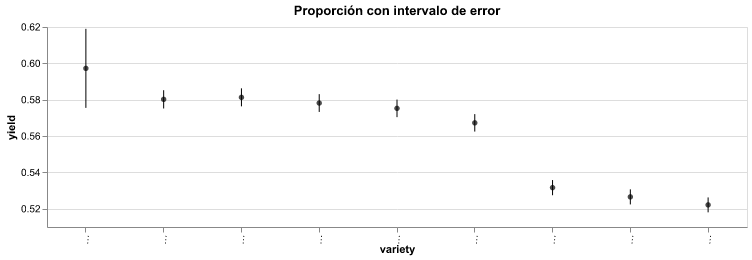 Proporción con intervalo de error
0.62
0.60
0.58
0.56
0.54
0.52
yield
… … … … … … … … …
variety